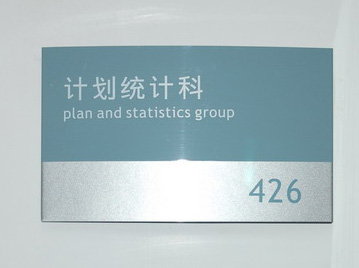 计划统计科
plan and statistics group
426